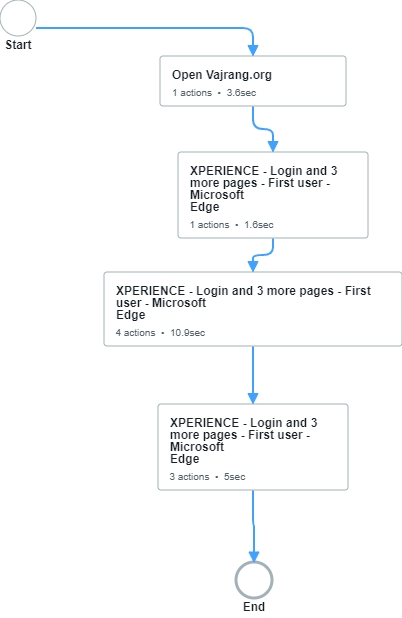 Start
Open Vajrang.org
1 actions • 3.6sec
XPERIENCE - Login and 3
more pages - First user -
Microsoft
Edge
1 actions • 1.6sec
XPERIENCE - Login and 3 more pages - First
user - Microsoft
Edge
4 actions • 10.9sec
XPERIENCE - Login and 3
more pages - First user -
Microsoft
Edge
3 actions • 5sec
End